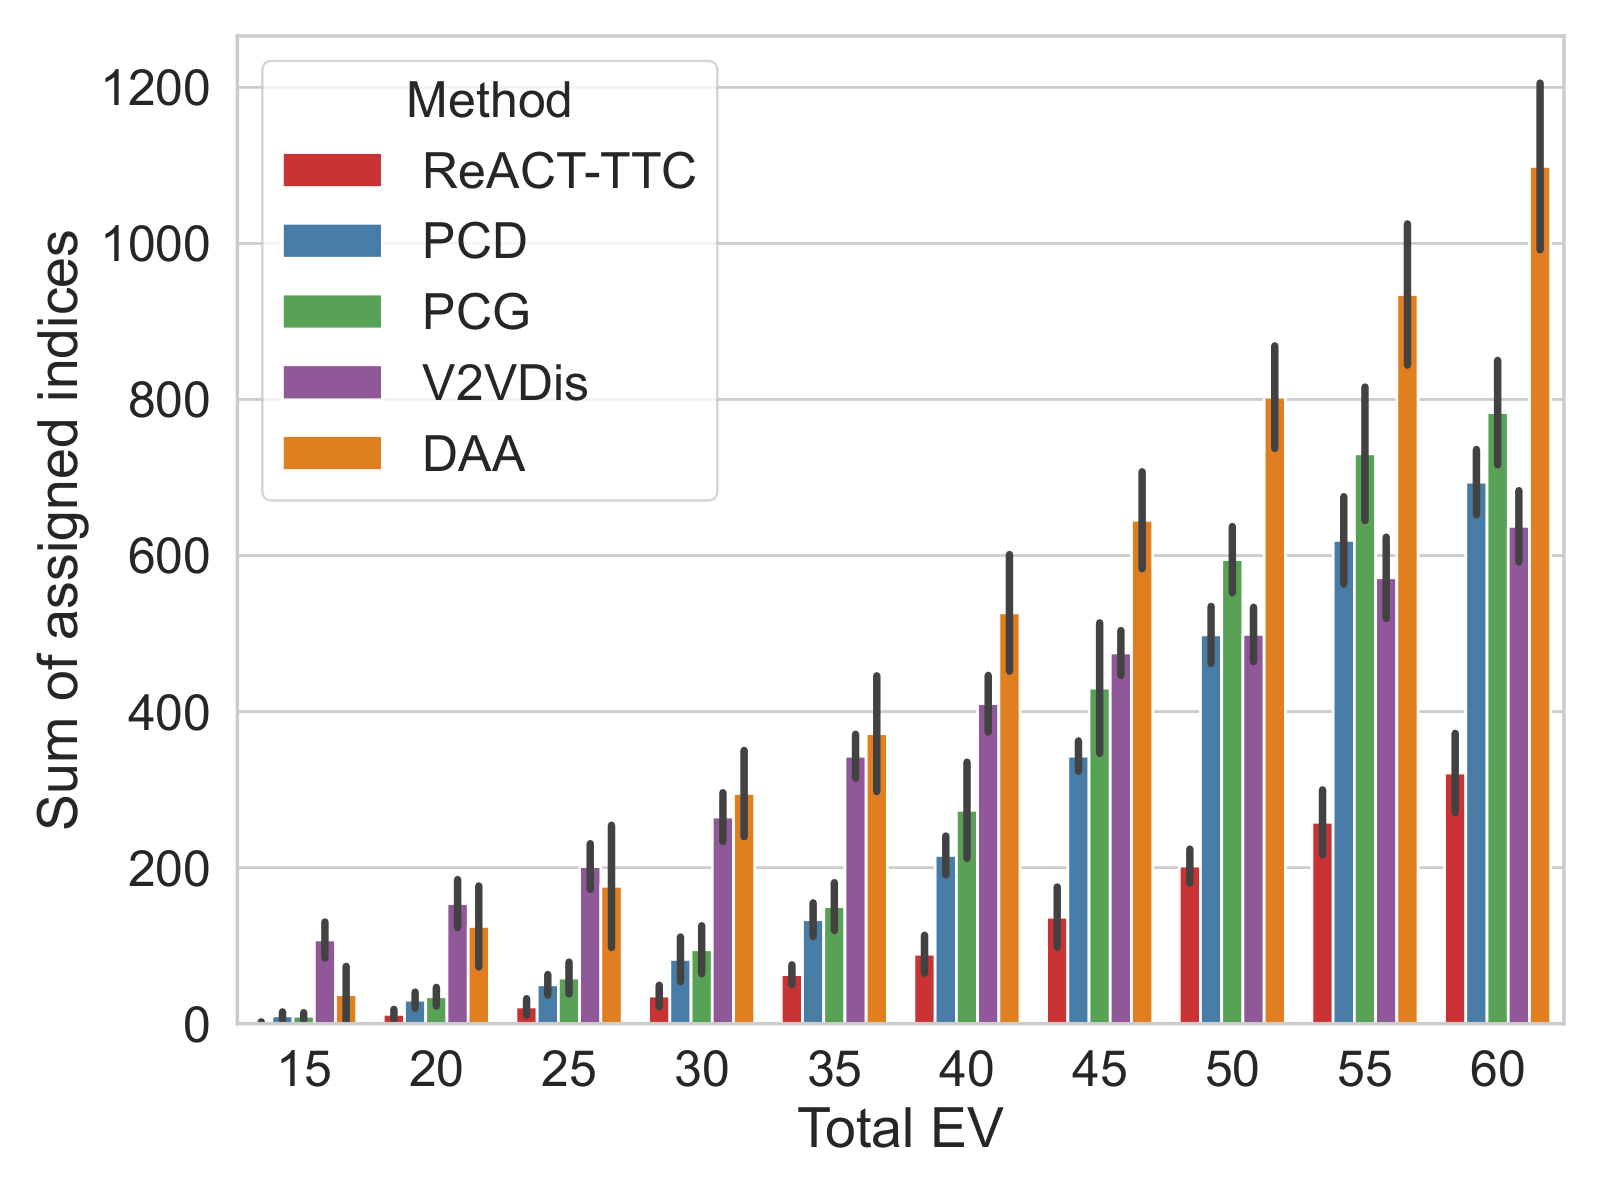 Method
ReACT-TTC
PCD
PCG
V2VDis
DAA
1200
1000
800
600
400
200
0
Sum of assigned indices
15 20 25 30 35 40 45 50 55 60
Total EV